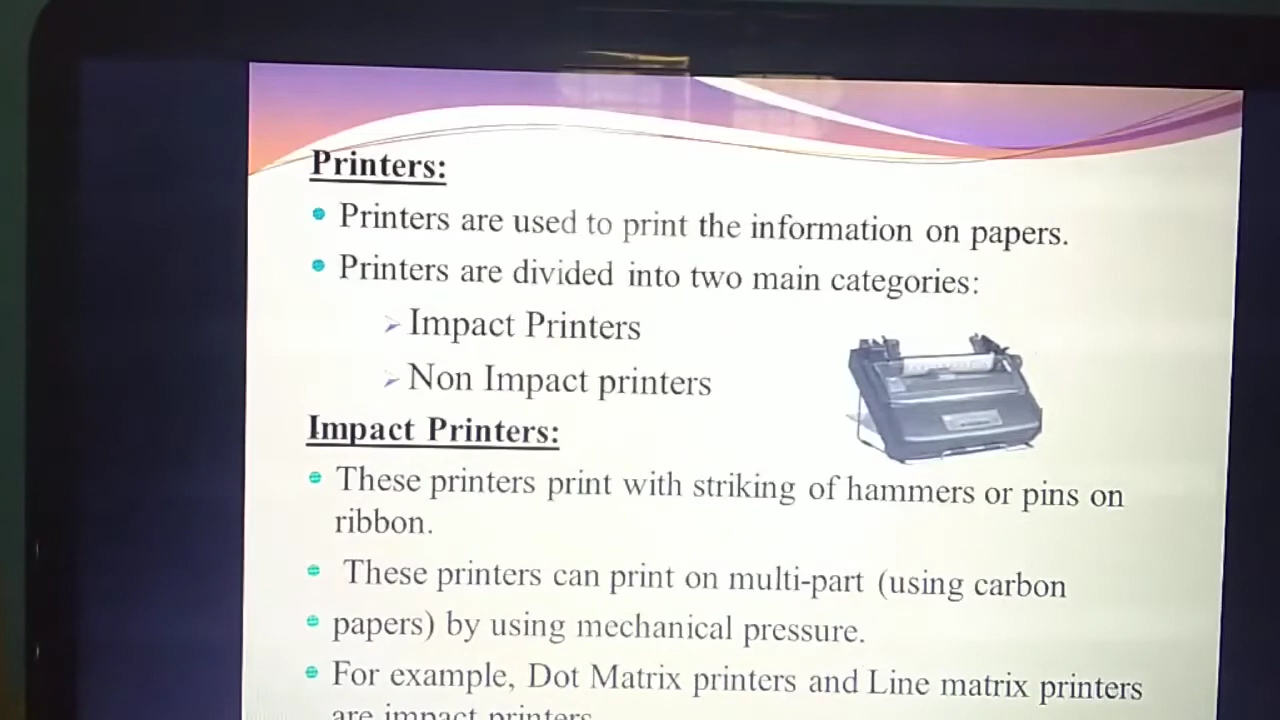 Printers:
Printers are used to print the information on papers.
Printers are divided into two main categories:
Impact Printers
Non Impact printers
Impact Printers:
These printers print with striking of hammers or pins on
ribbon.
These printers can print on multi-part (using carbon
papers) by using mechanical pressure.
For example, Dot Matrix printers and Line matrix printers
are impact printers